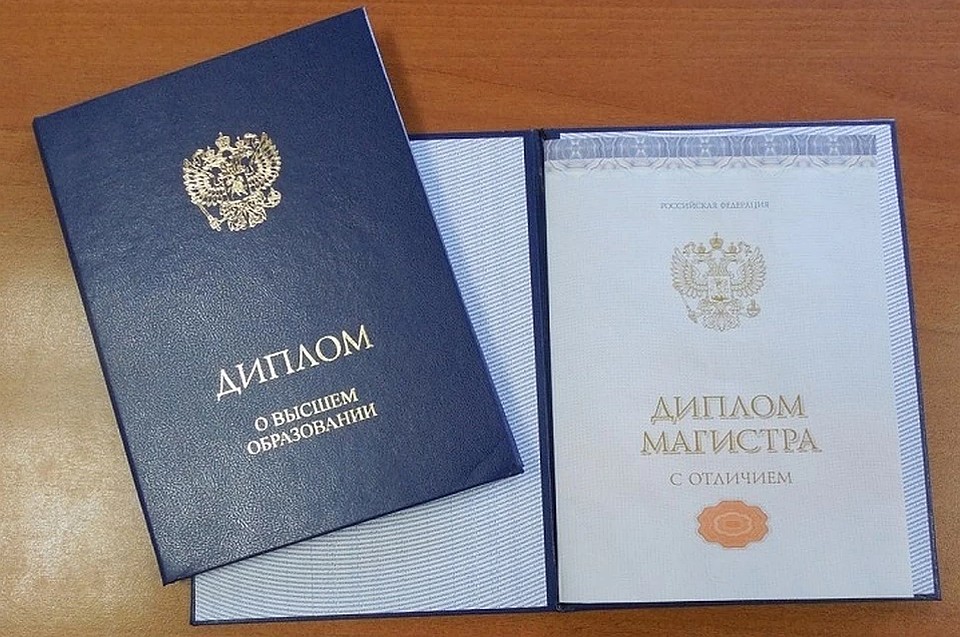 ДИПЛОМ
О ВЫСШЕМ
ОБРАЗОВАНИИ
РОССИЙСКАЯ ФЕДЕРАЦИЯ
ДИПЛОМ
МАГИСТРА
С ОТЛИЧИЕМ